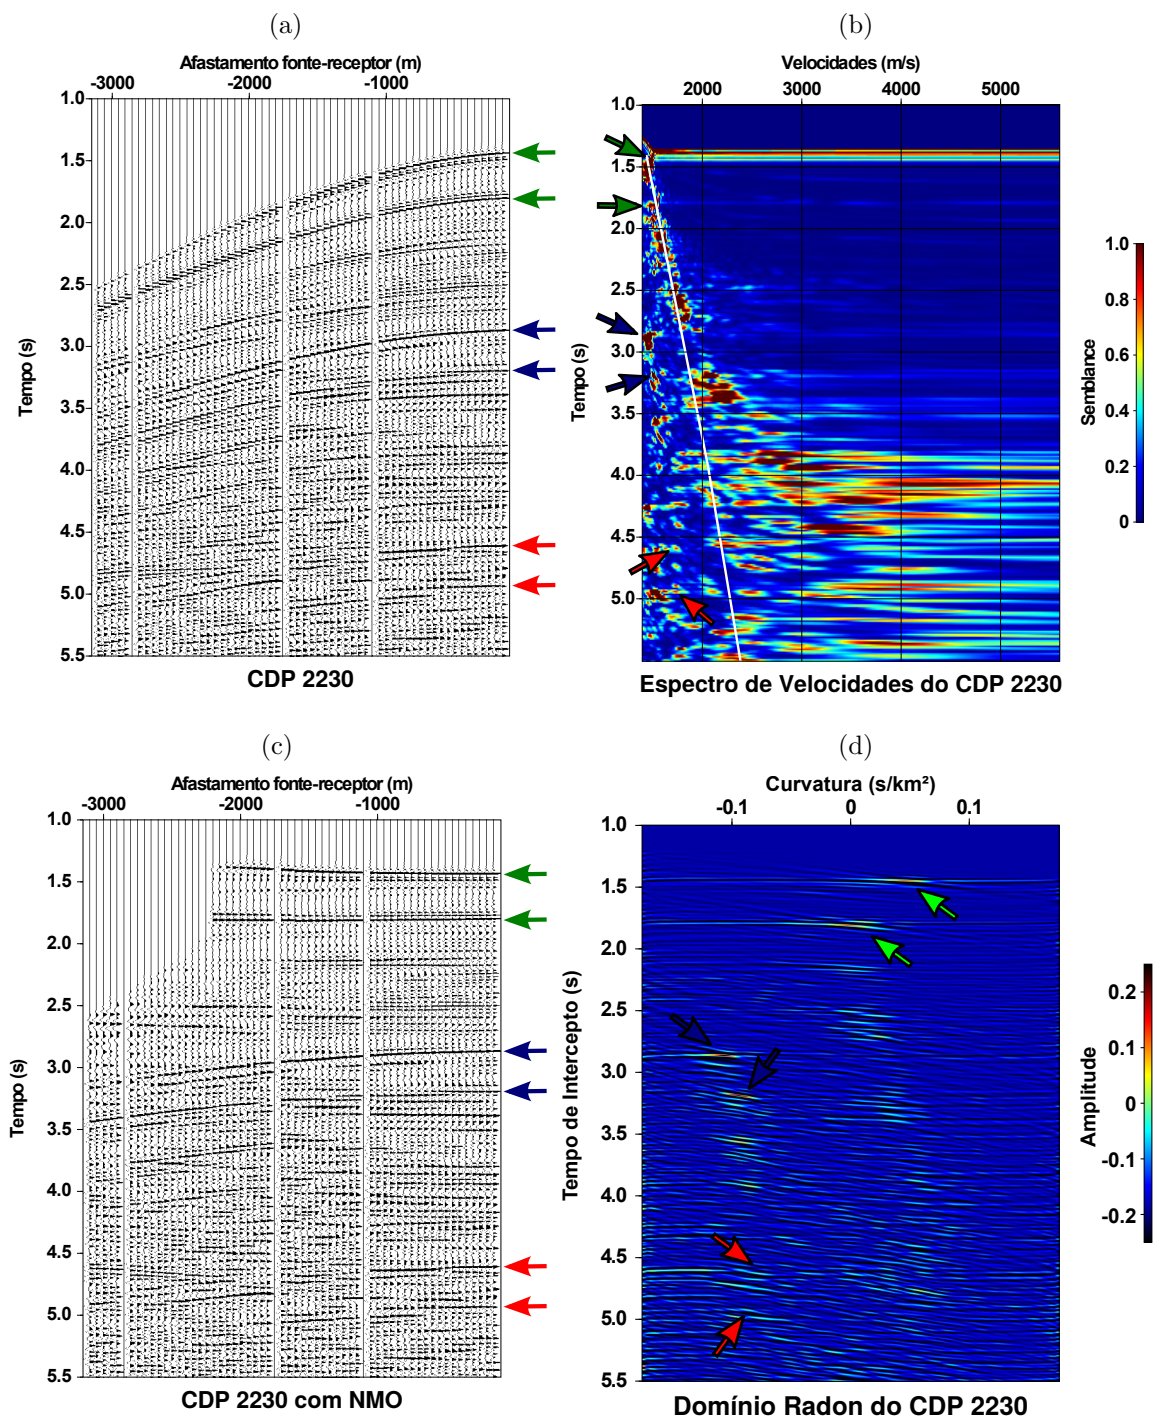 (a)
Afastamento fonte-receptor (m)
-3000 -2000 -1000
1.0
1.5
2.0
2.5
3.0
3.5
4.0
4.5
5.0
5.5
Tempo (s)
CDP 2230
(b)
Velocidades (m/s)
2000 3000 4000 5000
1.0
1.5
2.0
2.5
3.0
3.5
4.0
4.5
5.0
Tempo (s)
Espectro de Velocidades do CDP 2230
1.0
0.8
0.6
0.4
0.2
0
Semblance
(c)
Afastamento fonte-receptor (m)
-3000 -2000 -1000
1.0
1.5
2.0
2.5
3.0
3.5
4.0
4.5
5.0
5.5
Tempo (s)
CDP 2230 com NMO
(d)
Curvatura (s/km²)
-0.1 0 0.1
1.0
1.5
2.0
2.5
3.0
3.5
4.0
4.5
5.0
5.5
Tempo de Intercepto (s)
Domínio Radon do CDP 2230
0.2
0.1
0
-0.1
-0.2
Amplitude